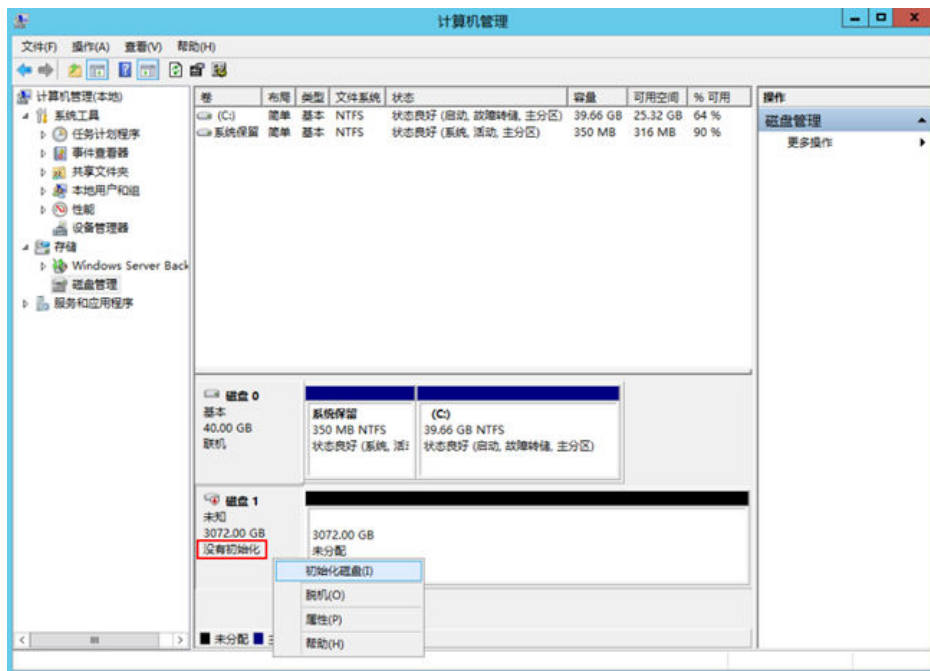 计算机管理
文件(F) 操作(A) 查看(V) 帮助(H)
计算机管理(本地)
系统工具
任务计划程序
事件查看器
共享文件夹
本地用户和组
性能
设备管理器
存储
Windows Server Back
磁盘管理
服务和应用程序
卷 布局 类型 文件系统 状态 容量 可用空间 % 可用
(C:) 简单 基本 NTFS 状态良好 (启动, 故障转储, 主分区) 39.66 GB 25.32 GB 64 %
系统保留 简单 基本 NTFS 状态良好 (系统, 活动, 主分区) 350 MB 316 MB 90 %
操作
磁盘管理
更多操作
磁盘 0
基本
40.00 GB
联机
系统保留
350 MB NTFS
状态良好 (系统, 活
(C:)
39.66 GB NTFS
状态良好 (启动, 故障转储, 主分区)
磁盘 1
未知
3072.00 GB
没有初始化
3072.00 GB
未分配
初始化磁盘(I)
脱机(O)
属性(P)
帮助(H)
未分配